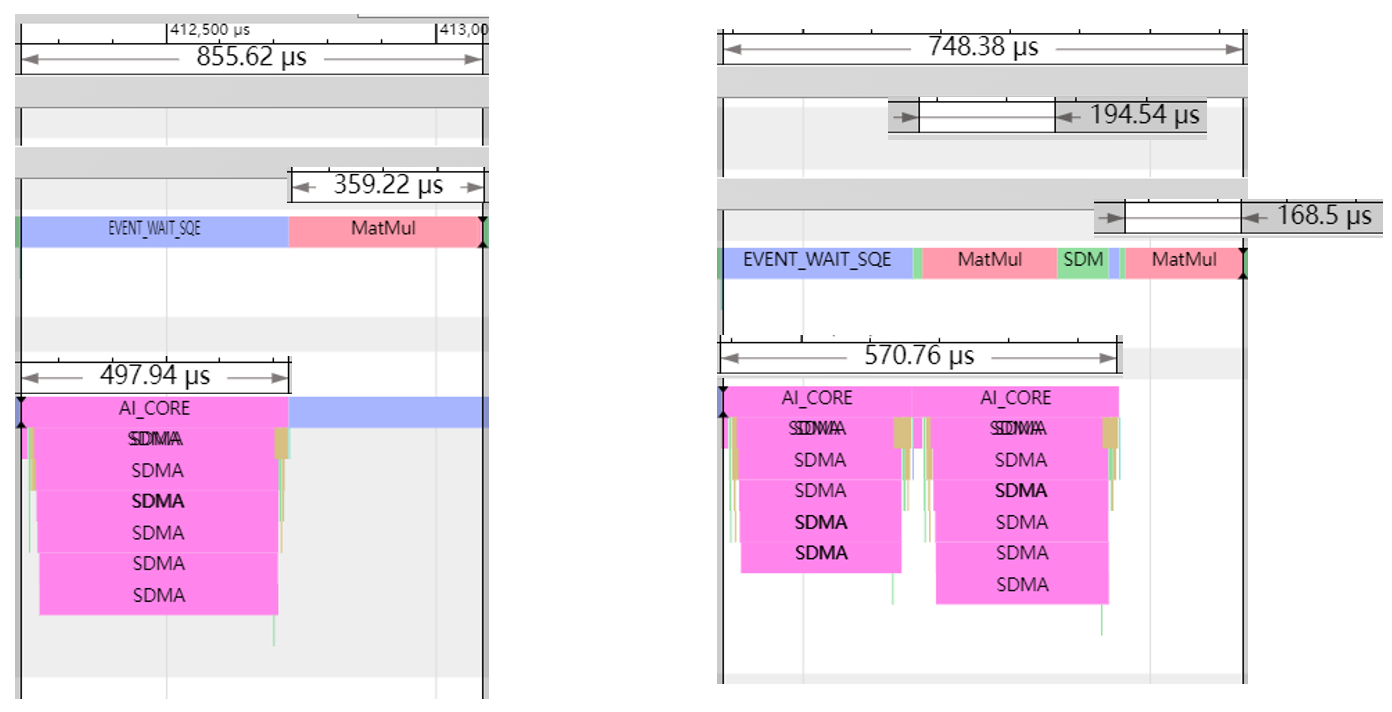 412,500 µs
413,00
855.62 µs
359.22 µs
EVENT_WAIT_SQE
MatMul
497.94 µs
AI_CORE
SDMA
SDMA
SDMA
SDMA
SDMA
SDMA
748.38 µs
194.54 µs
168.5 µs
EVENT_WAIT_SQE
MatMul
SDM
MatMul
570.76 µs
AI_CORE
AI_CORE
SDMA
SDMA
SDMA
SDMA
SDMA
SDMA
SDMA
SDMA
SDMA
SDMA
SDMA